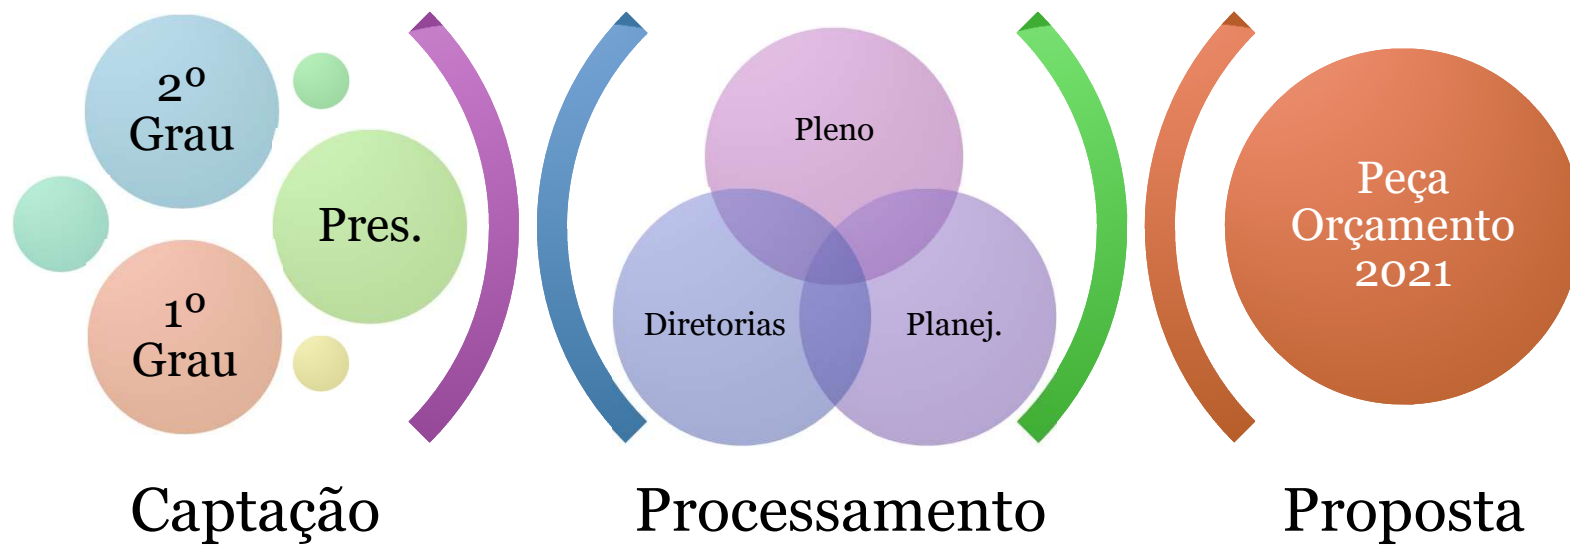 2º
Grau
Pres.
1º
Grau
Captação
Pleno
Diretorias
Planej.
Processamento
Peça
Orçamento
2021
Proposta